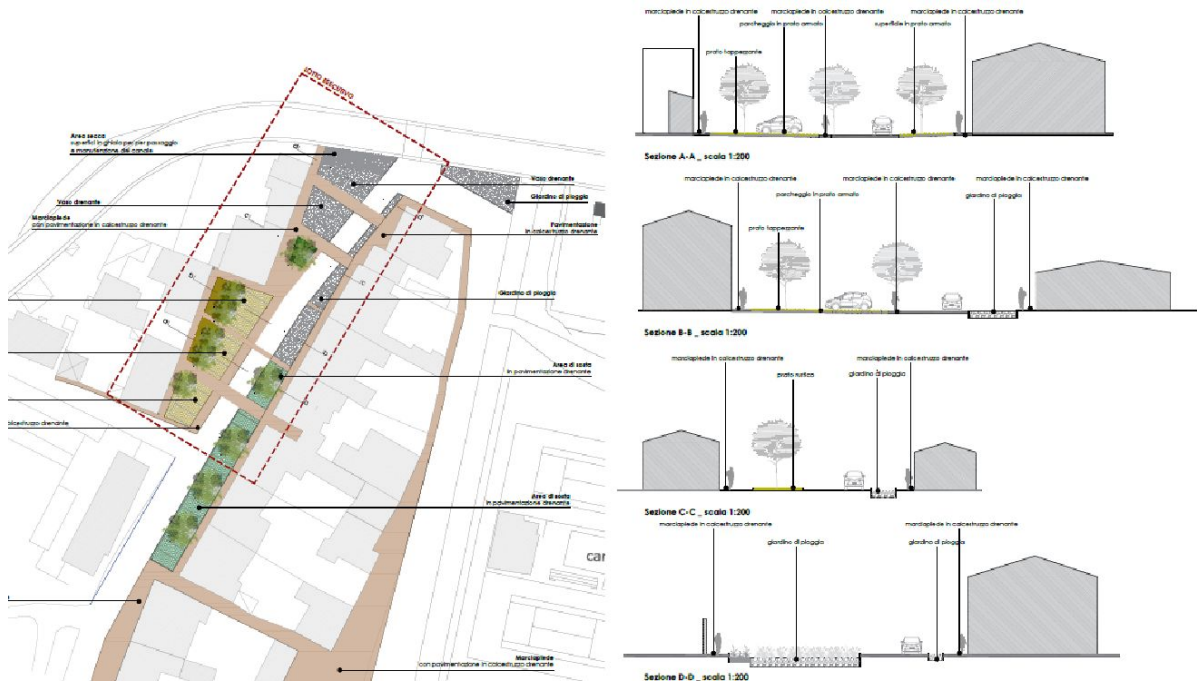 LOTTO ESECUTIVO
Area secca
superfici in ghiaia per per passaggio
e manutenzione del canale
Vaso drenante
Marciapiede
con pavimentazione in calcestruzzo drenante
Vaso drenante
Giardino di pioggia
Pavimentazione
in calcestruzzo drenante
Giardino di pioggia
Area di sosta
in pavimentazione drenante
calcestruzzo drenante
Area di sosta
in pavimentazione drenante
car
Marciapiede
con pavimentazione in calcestruzzo drenante
marciapiede in calcestruzzo drenante
marciapiede in calcestruzzo drenante
marciapiede in calcestruzzo drenante
parcheggio in prato armato
superficie in prato armato
prato tappezzante
Sezione A-A _ scala 1:200
marciapiede in calcestruzzo drenante
marciapiede in calcestruzzo drenante
marciapiede in calcestruzzo drenante
parcheggio in prato armato
giardino di pioggia
prato tappezzante
Sezione B-B _ scala 1:200
marciapiede in calcestruzzo drenante
marciapiede in calcestruzzo drenante
prato rustico
giardino di pioggia
Sezione C-C _ scala 1:200
marciapiede in calcestruzzo drenante
marciapiede in calcestruzzo drenante
giardino di pioggia
giardino di pioggia
Sezione D-D _ scala 1:200